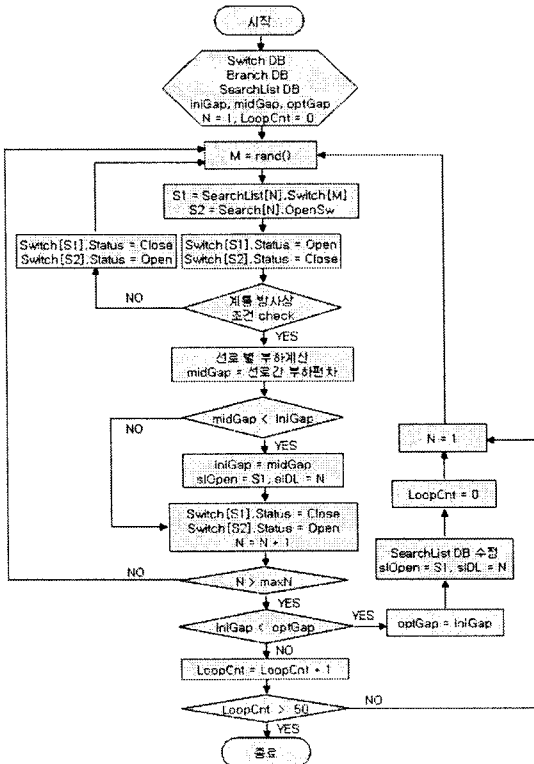 시작
Switch DB
Branch DB
SearchList DB
iniGap, midGap, optGap
N = 1, LoopCnt = 0
M = rand()
S1 = SearchList[N].Switch[M]
S2 = Search[N].OpenSw
Switch[S1].Status = Close
Switch[S2].Status = Open
Switch[S1].Status = Open
Switch[S2].Status = Close
NO
계통 방사상
조건 check
YES
선로 별 부하계산
midGap = 선로간 부하편차
midGap < iniGap
NO
YES
iniGap = midGap
slOpen = S1, slDL = N
Switch[S1].Status = Close
Switch[S2].Status = Open
N = N + 1
NO
N > maxN
YES
iniGap < optGap
YES
optGap = iniGap
SearchList DB 수정
slOpen = S1, slDL = N
LoopCnt = 0
N = 1
NO
LoopCnt = LoopCnt + 1
LoopCnt > 50
NO
YES
종료